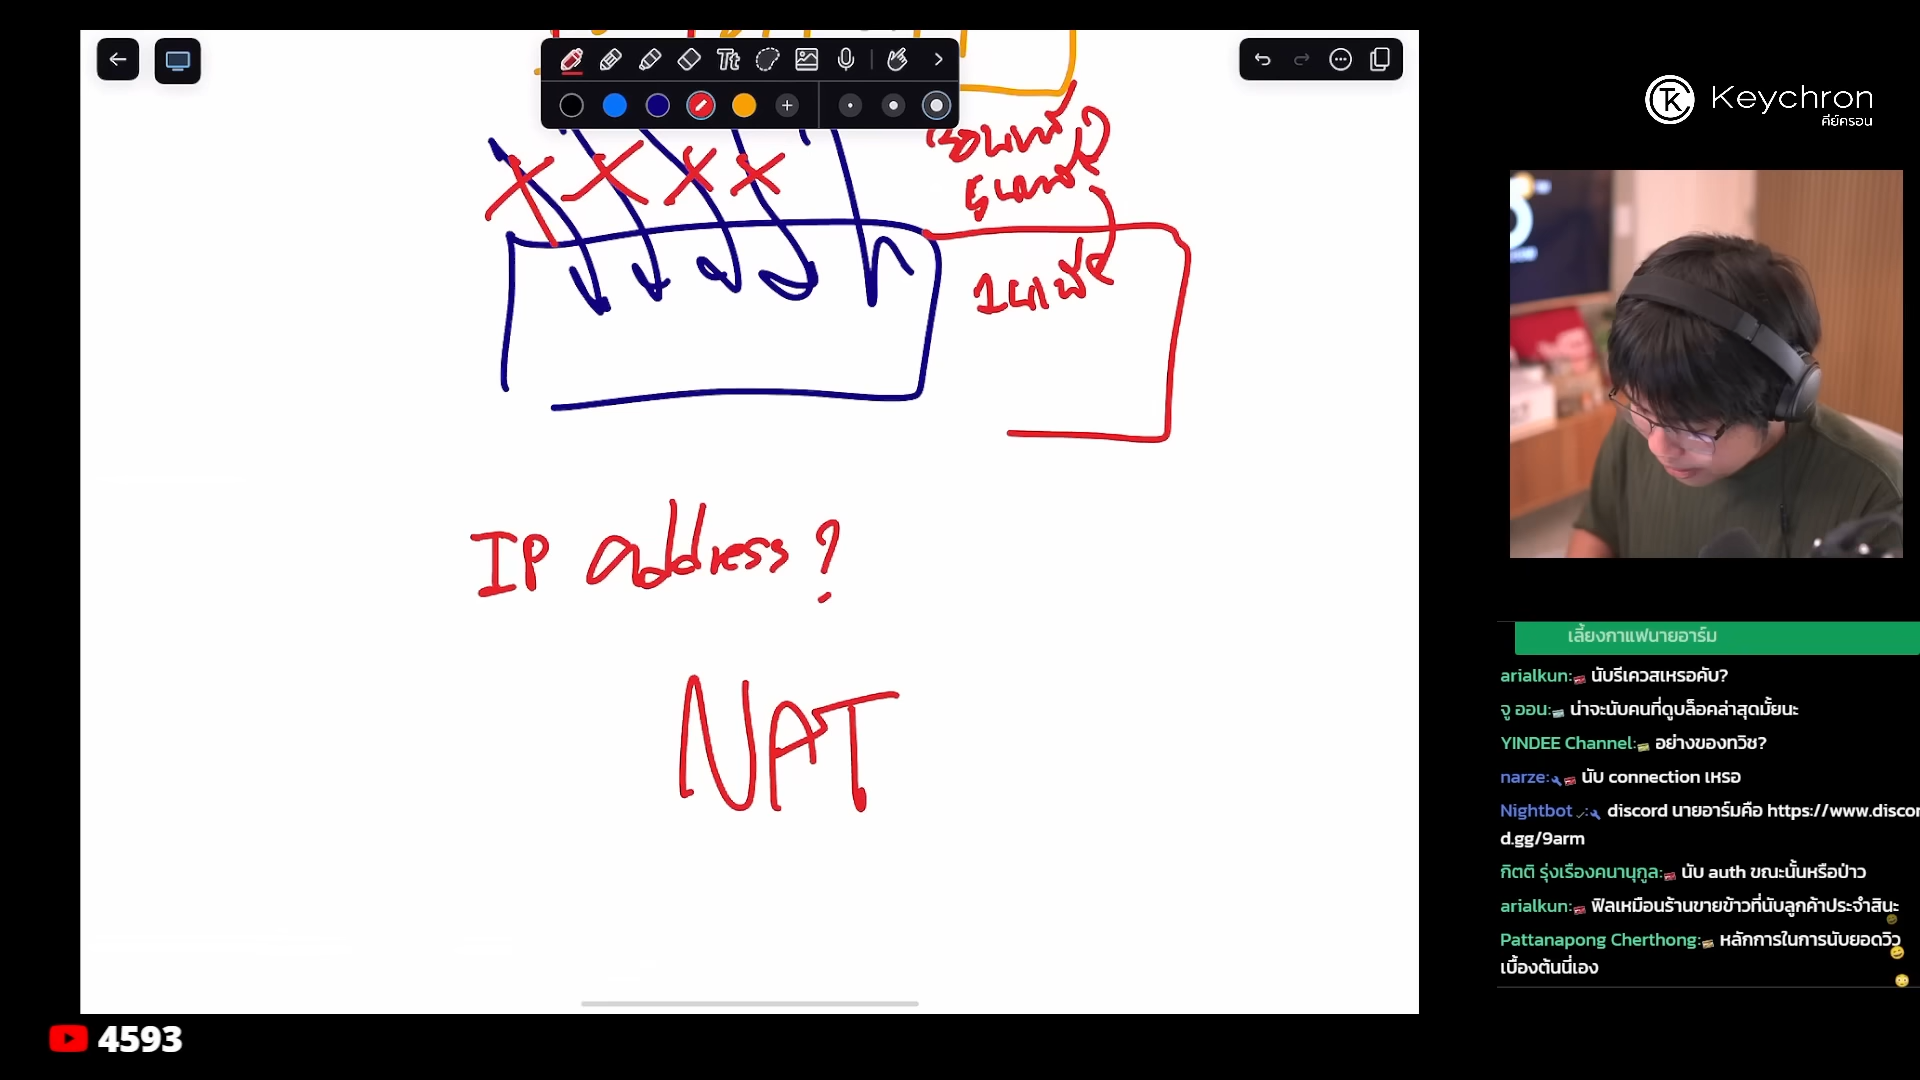 Tt
Keychron
คีย์ครอน
IP address?
NAT
เลี้ยงกาแฟนายอาร์ม
arialkun: นับรีเควสเหรอคับ?
จู ออน: น่าจะนับคนที่ดูบล็อคล่าสุดมั้ยนะ
YINDEE Channel: อย่างของทวิช?
narze: นับ connection เหรอ
Nightbot : discord นายอาร์มคือ https://www.discor
d.gg/9arm
กิตติ รุ่งเรืองคนานุกูล: นับ auth ขณะนั้นหรือป่าว
arialkun: ฟิลเหมือนร้านขายข้าวที่นับลูกค้าประจำสินะ
Pattanapong Cherthong: หลักการในการนับยอดวิว
เบื้องต้นนี่เอง
4593